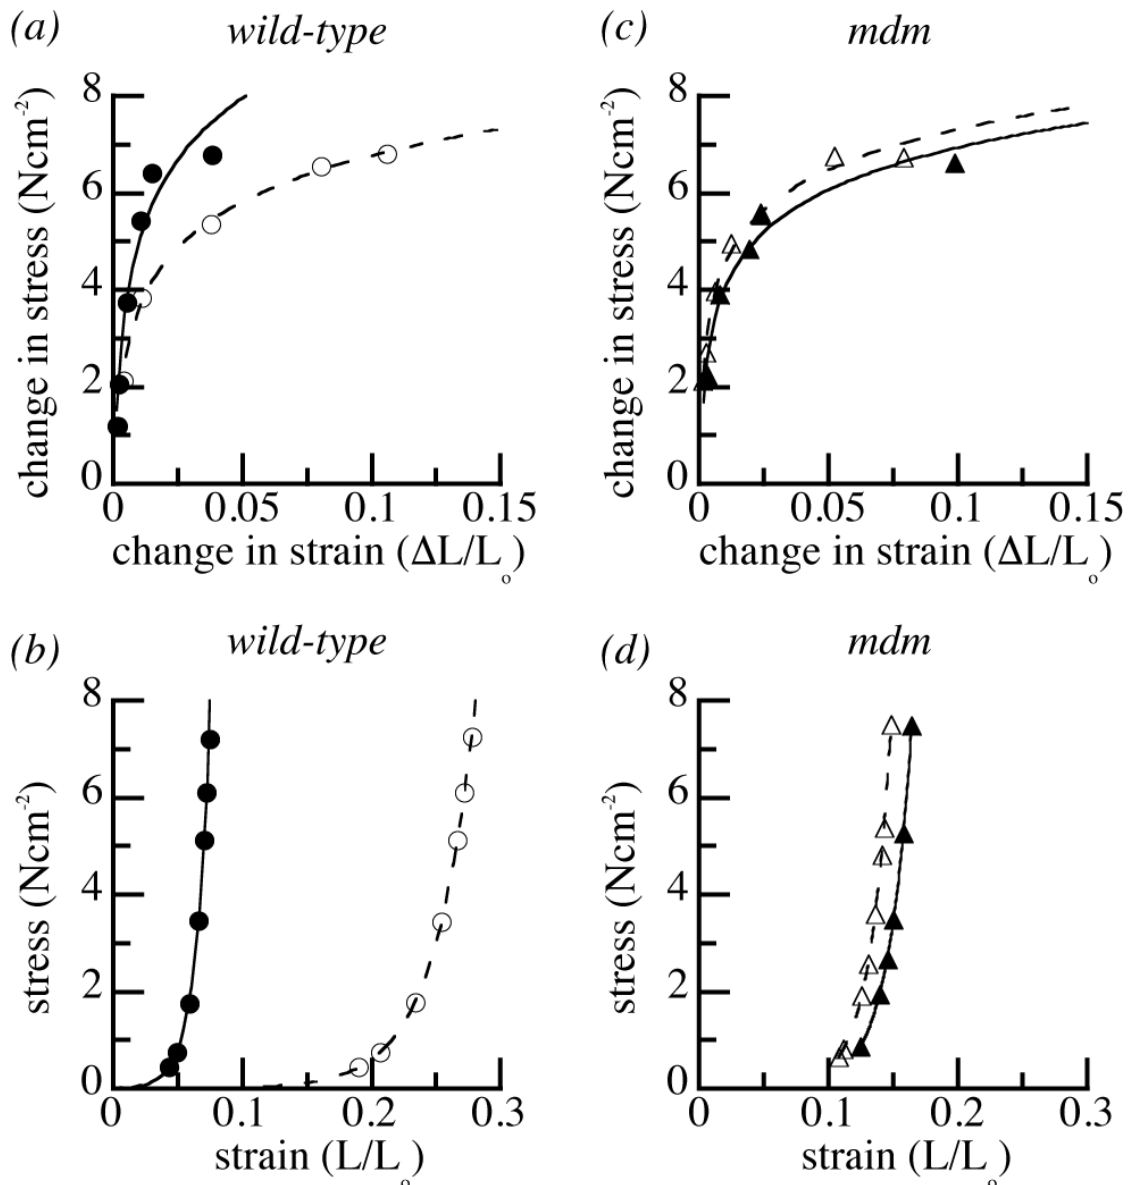 (a) wild-type
change in stress (Ncm-2)
8
6
4
2
0
0 0.05 0.1 0.15
change in strain (ΔL/Lo)
(c) mdm
change in stress (Ncm-2)
8
6
4
2
0
0 0.05 0.1 0.15
change in strain (ΔL/Lo)
(b) wild-type
stress (Ncm-2)
8
6
4
2
0
0 0.1 0.2 0.3
strain (L/Lo)
(d) mdm
stress (Ncm-2)
8
6
4
2
0
0 0.1 0.2 0.3
strain (L/Lo)